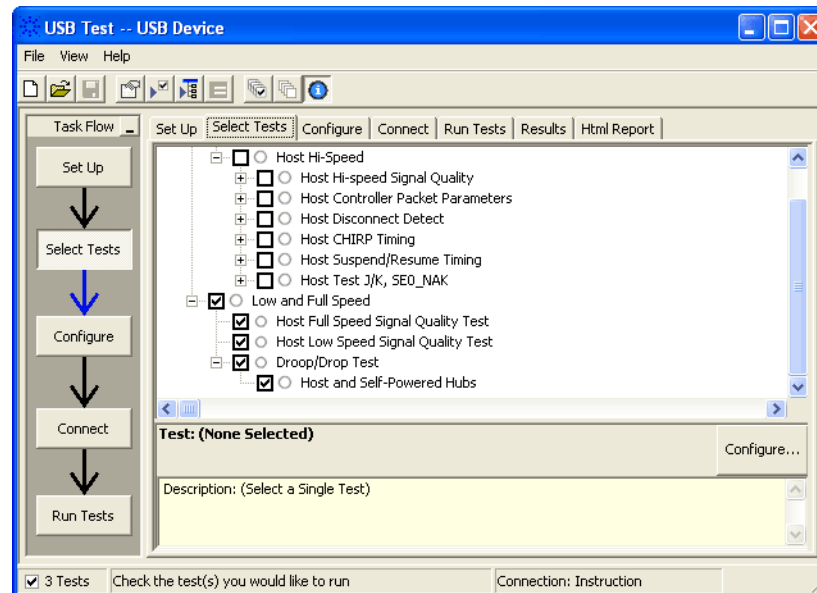 USB Test -- USB Device
File View Help
Task Flow
Set Up Select Tests Configure Connect Run Tests Results Html Report
Set Up
Select Tests
Configure
Connect
Run Tests
Host Hi-Speed
Host Hi-speed Signal Quality
Host Controller Packet Parameters
Host Disconnect Detect
Host CHIRP Timing
Host Suspend/Resume Timing
Host Test J/K, SE0_NAK
Low and Full Speed
Host Full Speed Signal Quality Test
Host Low Speed Signal Quality Test
Droop/Drop Test
Host and Self-Powered Hubs
Test: (None Selected)
Configure...
Description: (Select a Single Test)
3 Tests Check the test(s) you would like to run Connection: Instruction